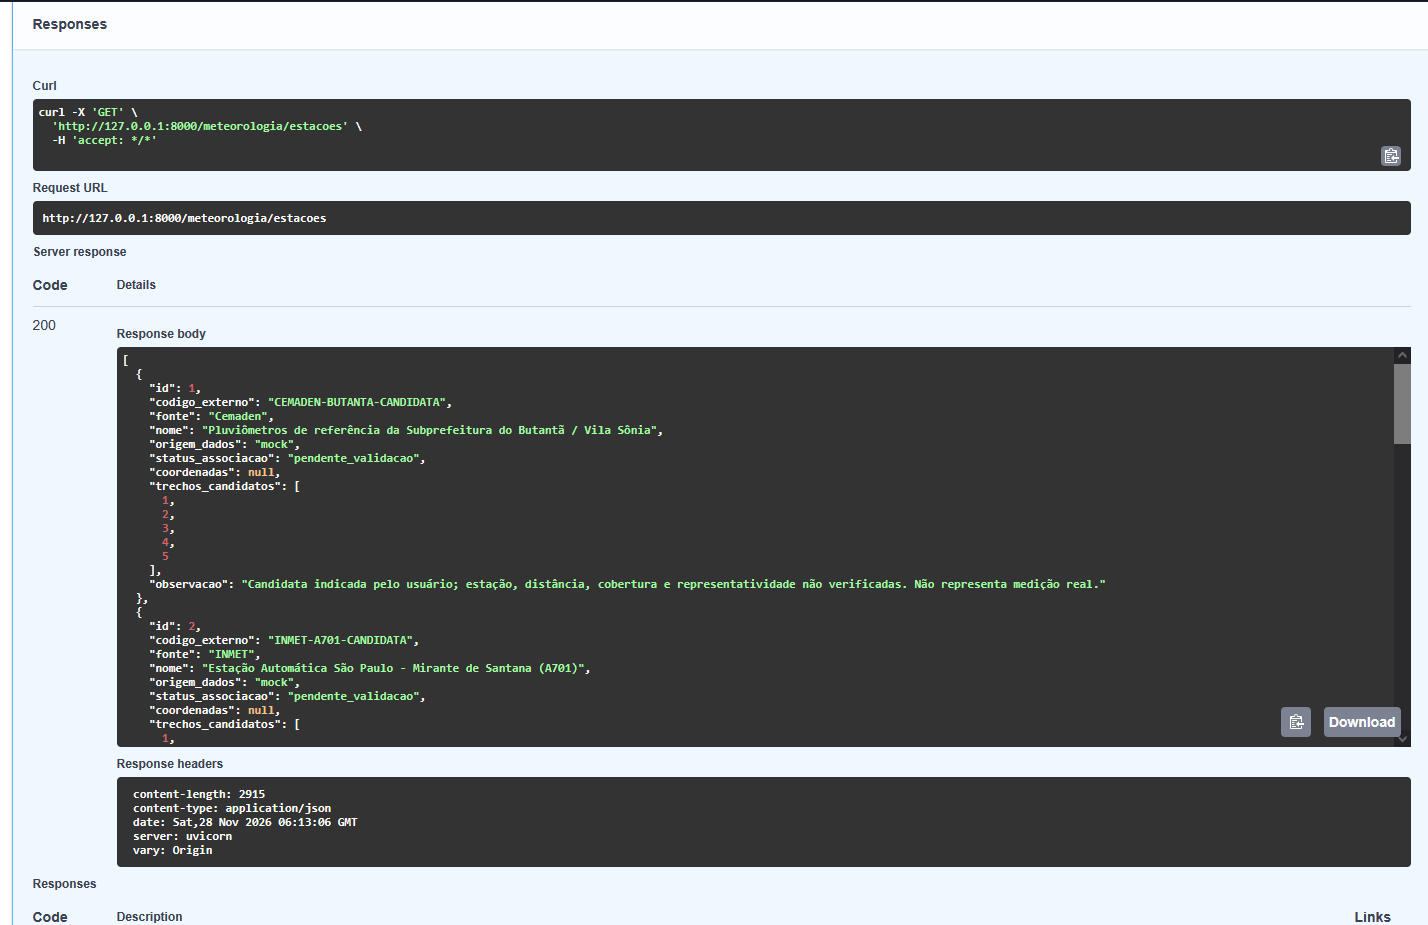 Responses
Curl
curl -X 'GET' \
'http://127.0.0.1:8000/meteorologia/estacoes' \
-H 'accept: */*'
Request URL
http://127.0.0.1:8000/meteorologia/estacoes
Server response
Code Details
200
Response body
[
{
"id": 1,
"codigo_externo": "CEMADEN-BUTANTA-CANDIDATA",
"fonte": "Cemaden",
"nome": "Pluviômetros de referência da Subprefeitura do Butantã / Vila Sônia",
"origem_dados": "mock",
"status_associacao": "pendente_validacao",
"coordenadas": null,
"trechos_candidatos": [
1,
2,
3,
4,
5
],
"observacao": "Candidata indicada pelo usuário; estação, distância, cobertura e representatividade não verificadas. Não representa medição real."
},
{
"id": 2,
"codigo_externo": "INMET-A701-CANDIDATA",
"fonte": "INMET",
"nome": "Estação Automática São Paulo - Mirante de Santana (A701)",
"origem_dados": "mock",
"status_associacao": "pendente_validacao",
"coordenadas": null,
"trechos_candidatos": [
1,
Download
Response headers
content-length: 2915
content-type: application/json
date: Sat,28 Nov 2026 06:13:06 GMT
server: uvicorn
vary: Origin
Responses
Code Description Links